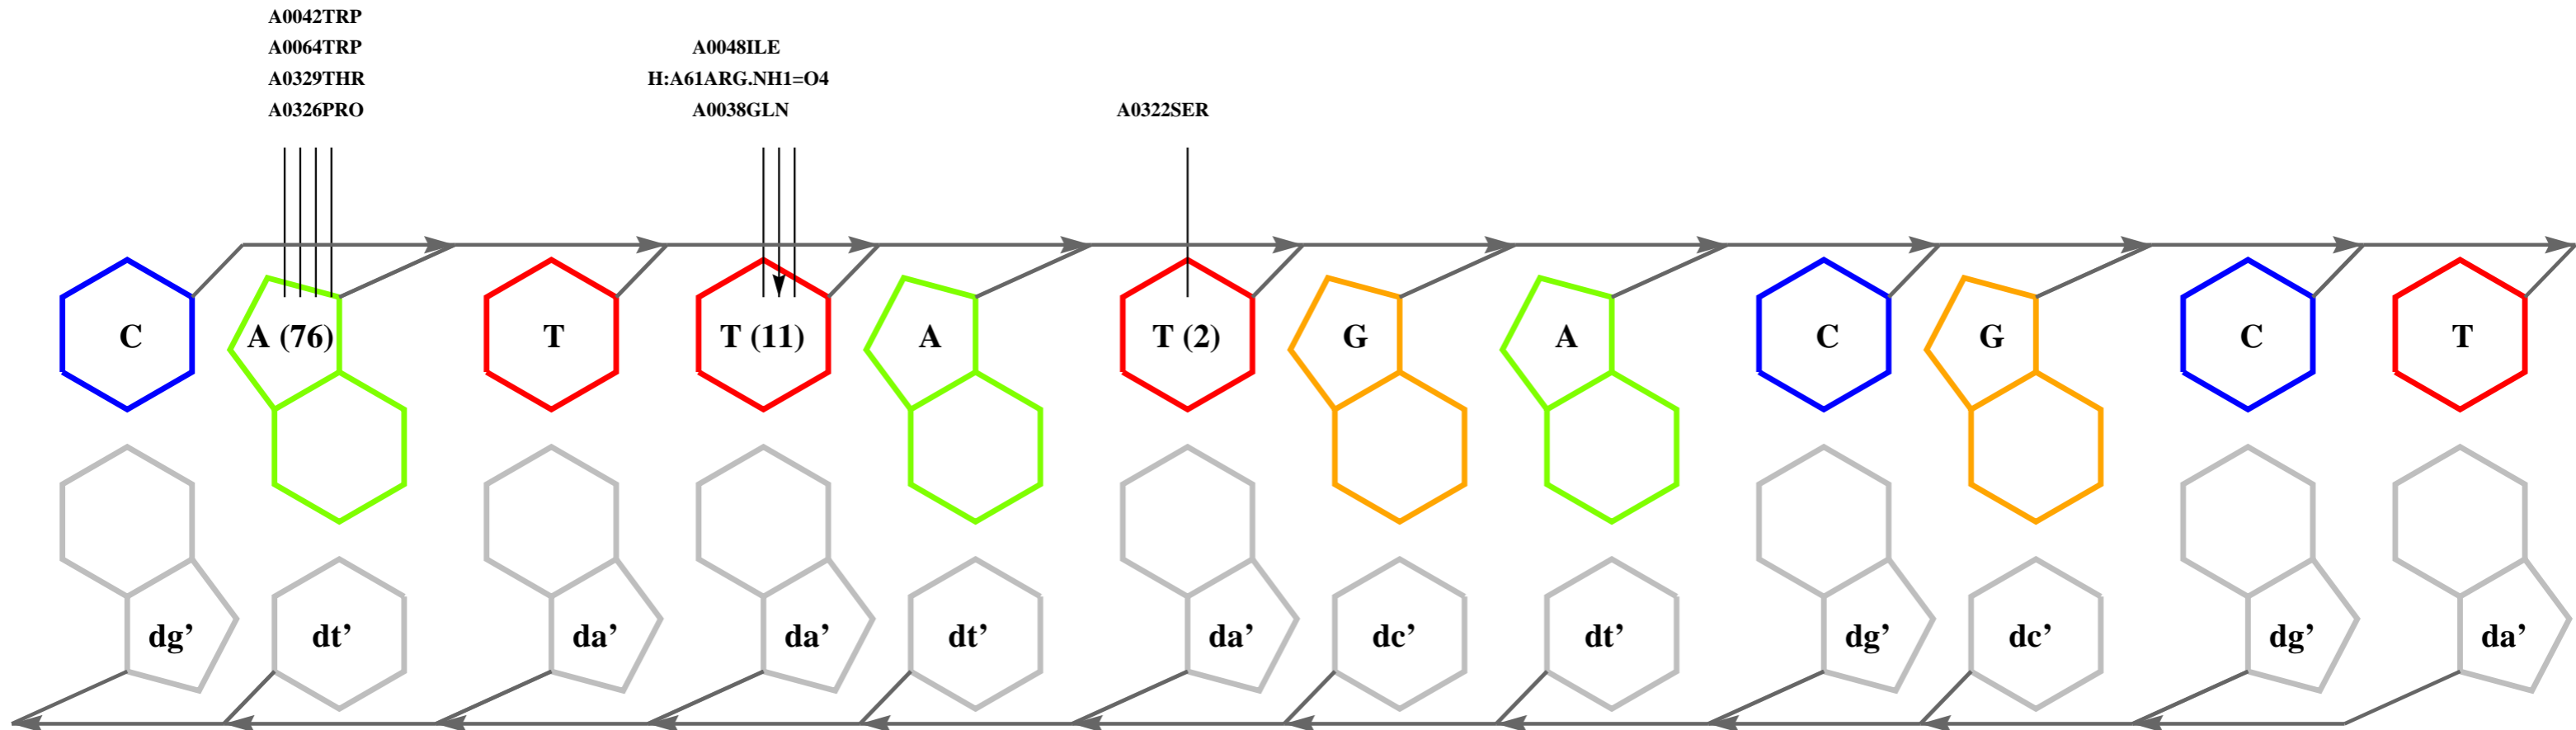 A0042TRP
A0064TRP
A0329THR
A0326PRO
A0048ILE
H:A61ARG.NH1=O4
A0038GLN
A0322SER
C A (76) T T (11) A T (2) G A C G C T
dg’ dt’ da’ da’ dt’ da’ dc’ dt’ dg’ dc’ dg’ da’